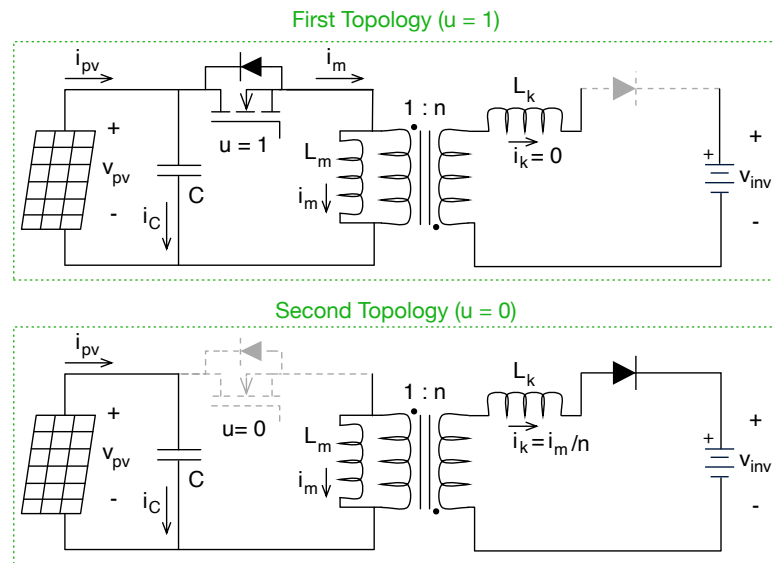 First Topology (u = 1)
i_pv
i_m
1 : n
L_k
+
v_pv
-
i_C
C
u = 1
L_m
i_m
i_k = 0
+
+
v_inv
-
Second Topology (u = 0)
i_pv
1 : n
L_k
+
v_pv
-
i_C
C
u= 0
L_m
i_m
i_k = i_m/n
+
+
v_inv
-